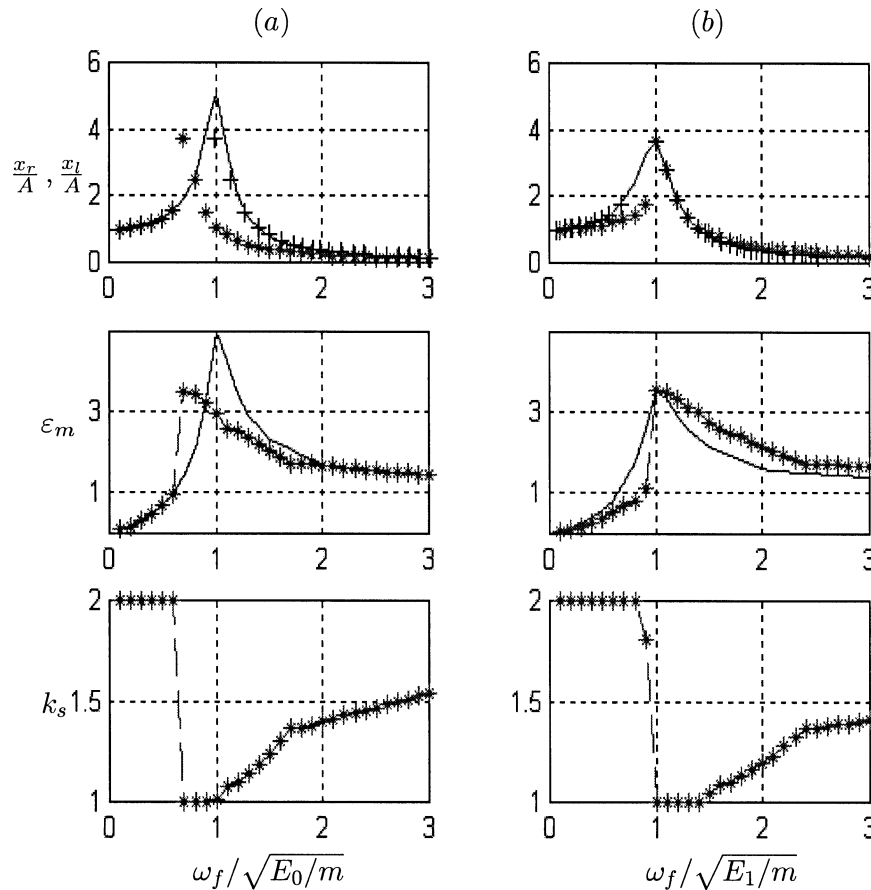 (a) (b)
6 6
4 4
x_r/A , x_l/A
2 2
0 0
0 1 2 3 0 1 2 3
3 3
ε_m
1 1
0 1 2 3 0 1 2 3
2 2
k_s 1.5 1.5
1 1
0 1 2 3 0 1 2 3
ω_f/√E_0/m ω_f/√E_1/m